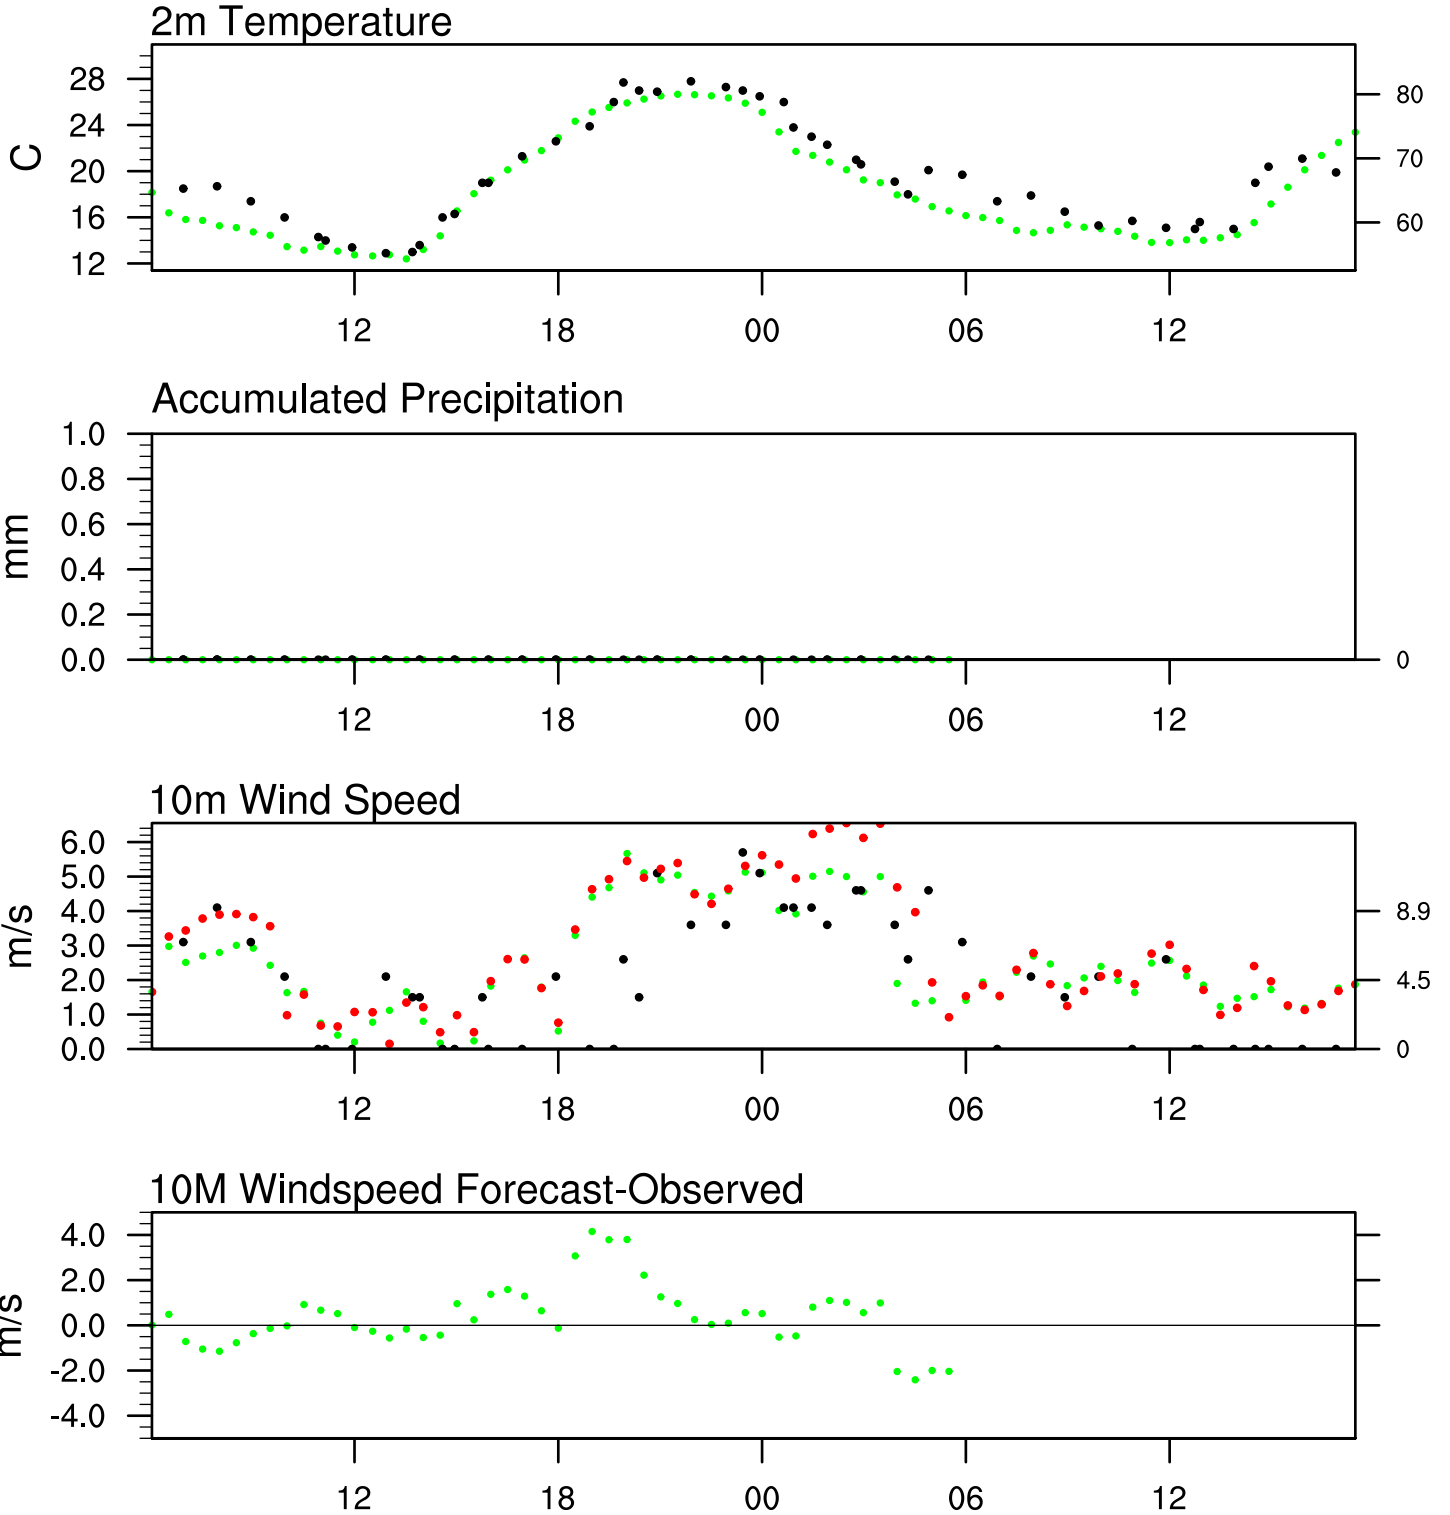 2m Temperature
28
24
20
16
12
C
80
70
60
12 18 00 06 12
Accumulated Precipitation
1.0
0.8
0.6
0.4
0.2
0.0
mm
0
12 18 00 06 12
10m Wind Speed
6.0
5.0
4.0
3.0
2.0
1.0
0.0
m/s
8.9
4.5
0
12 18 00 06 12
10M Windspeed Forecast-Observed
4.0
2.0
0.0
-2.0
-4.0
m/s
12 18 00 06 12